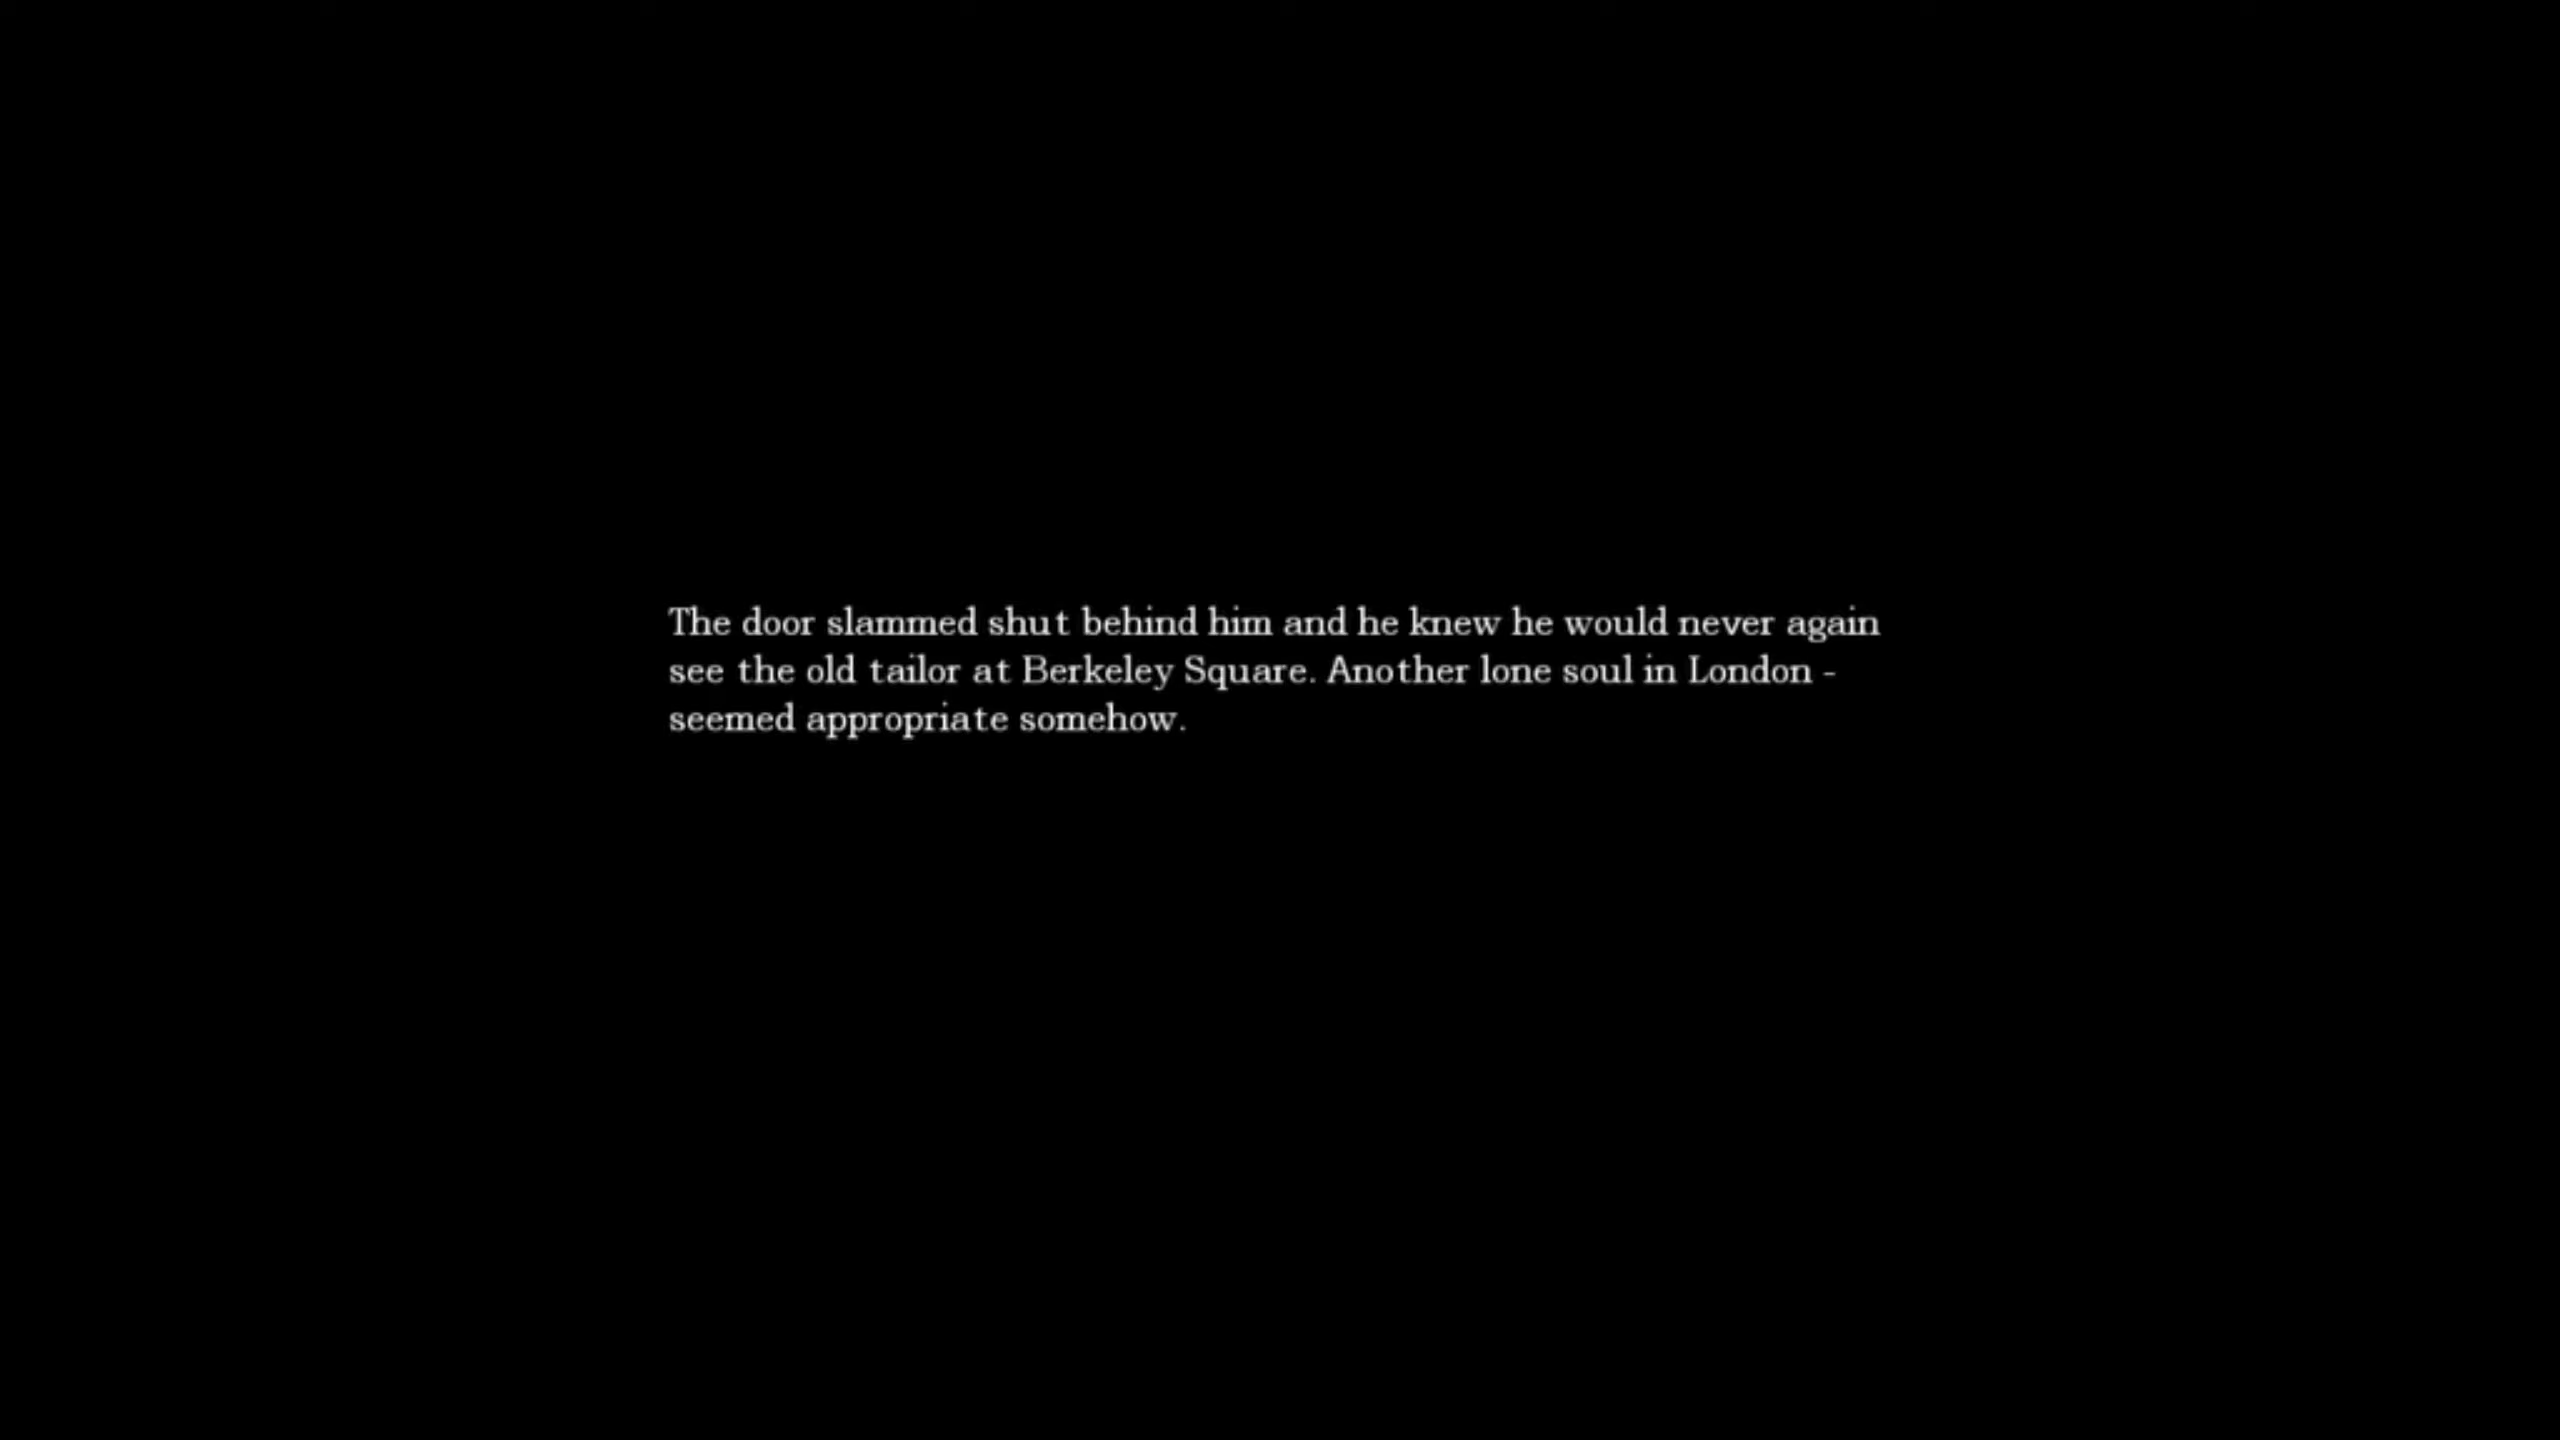 The door slammed shut behind him and he knew he would never again
see the old tailor at Berkeley Square. Another lone soul in London -
seemed appropriate somehow.